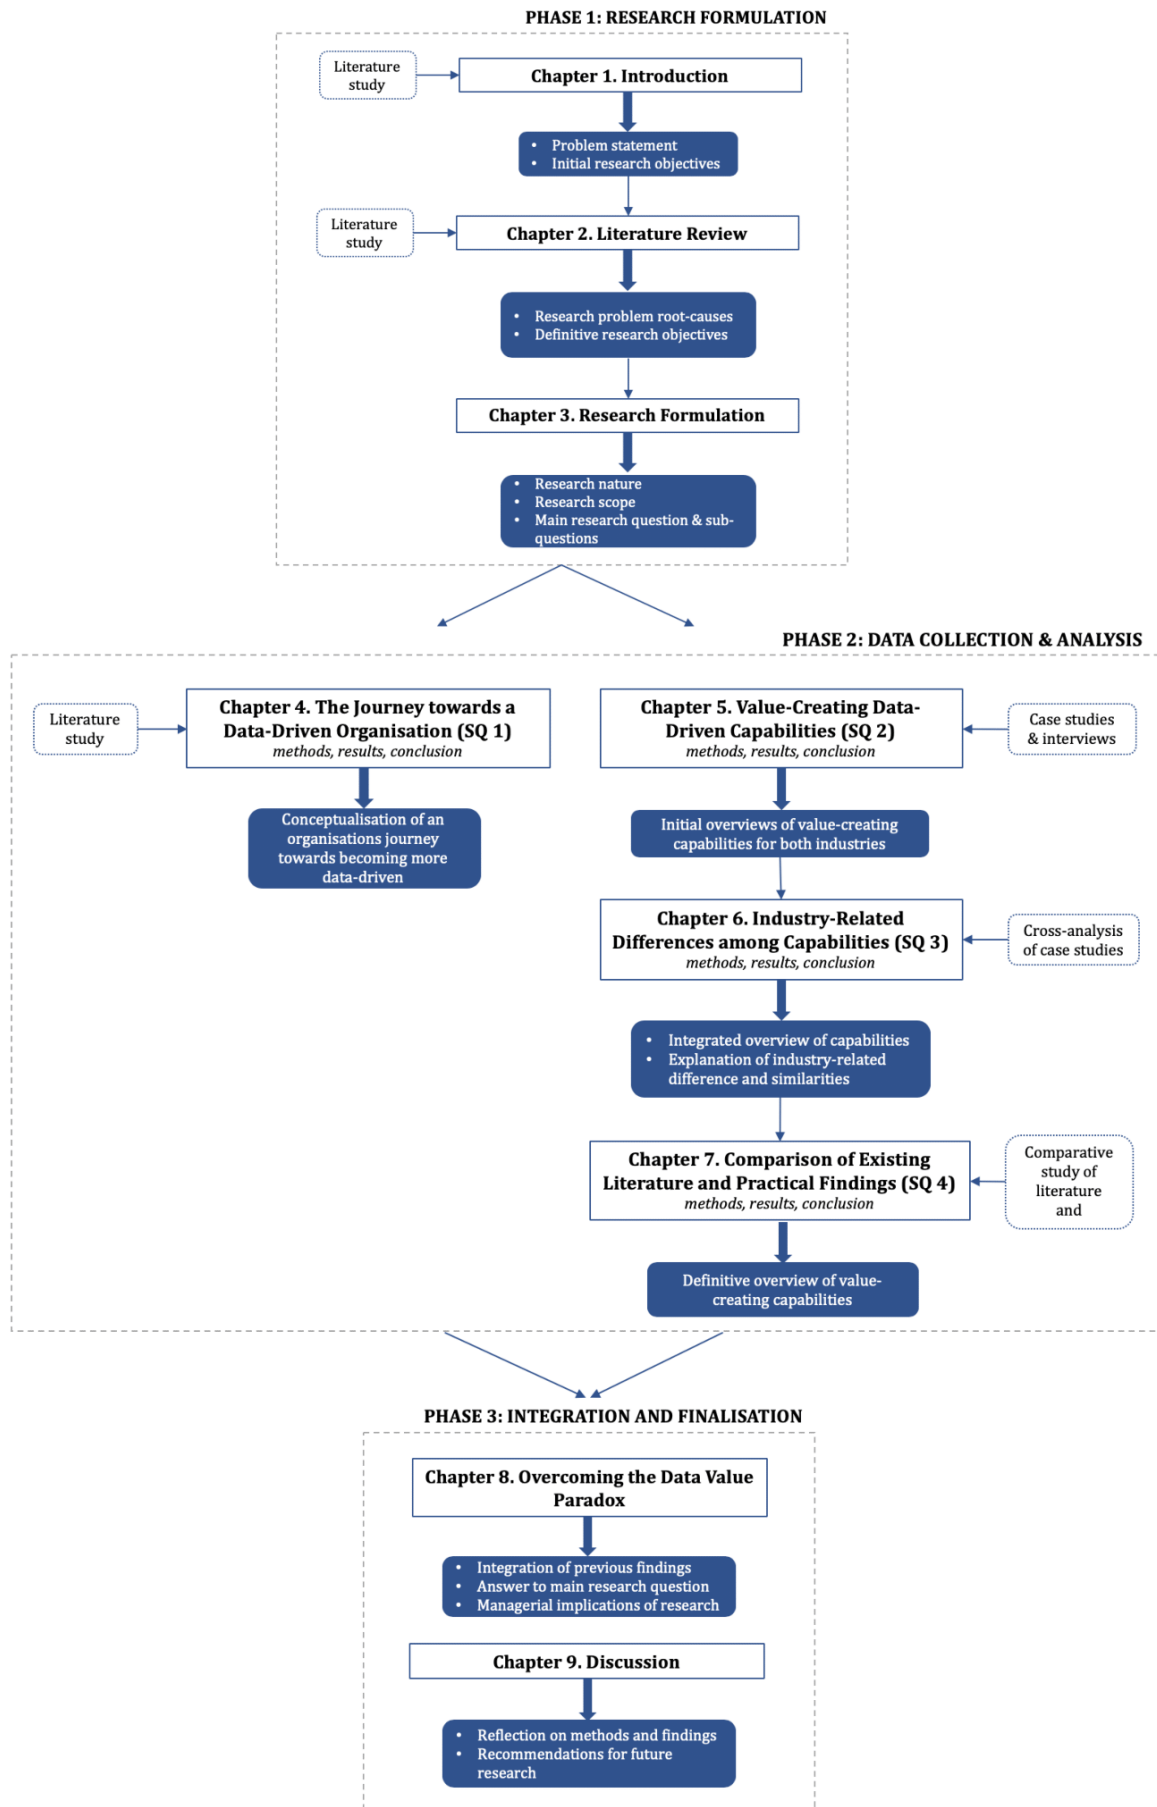 PHASE 1: RESEARCH FORMULATION
Literature
study
Chapter 1. Introduction
• Problem statement
• Initial research objectives
Literature
study
Chapter 2. Literature Review
• Research problem root-causes
• Definitive research objectives
Chapter 3. Research Formulation
• Research nature
• Research scope
• Main research question & sub-
questions
PHASE 2: DATA COLLECTION & ANALYSIS
Literature
study
Chapter 4. The Journey towards a
Data-Driven Organisation (SQ 1)
methods, results, conclusion
Conceptualisation of an
organisations journey
towards becoming more
data-driven
Chapter 5. Value-Creating Data-
Driven Capabilities (SQ 2)
methods, results, conclusion
Case studies
& interviews
Initial overviews of value-creating
capabilities for both industries
Chapter 6. Industry-Related
Differences among Capabilities (SQ 3)
methods, results, conclusion
Cross-analysis
of case studies
• Integrated overview of capabilities
• Explanation of industry-related
difference and similarities
Chapter 7. Comparison of Existing
Literature and Practical Findings (SQ 4)
methods, results, conclusion
Comparative
study of
literature
and
Definitive overview of value-
creating capabilities
PHASE 3: INTEGRATION AND FINALISATION
Chapter 8. Overcoming the Data Value
Paradox
• Integration of previous findings
• Answer to main research question
• Managerial implications of research
Chapter 9. Discussion
• Reflection on methods and findings
• Recommendations for future
research